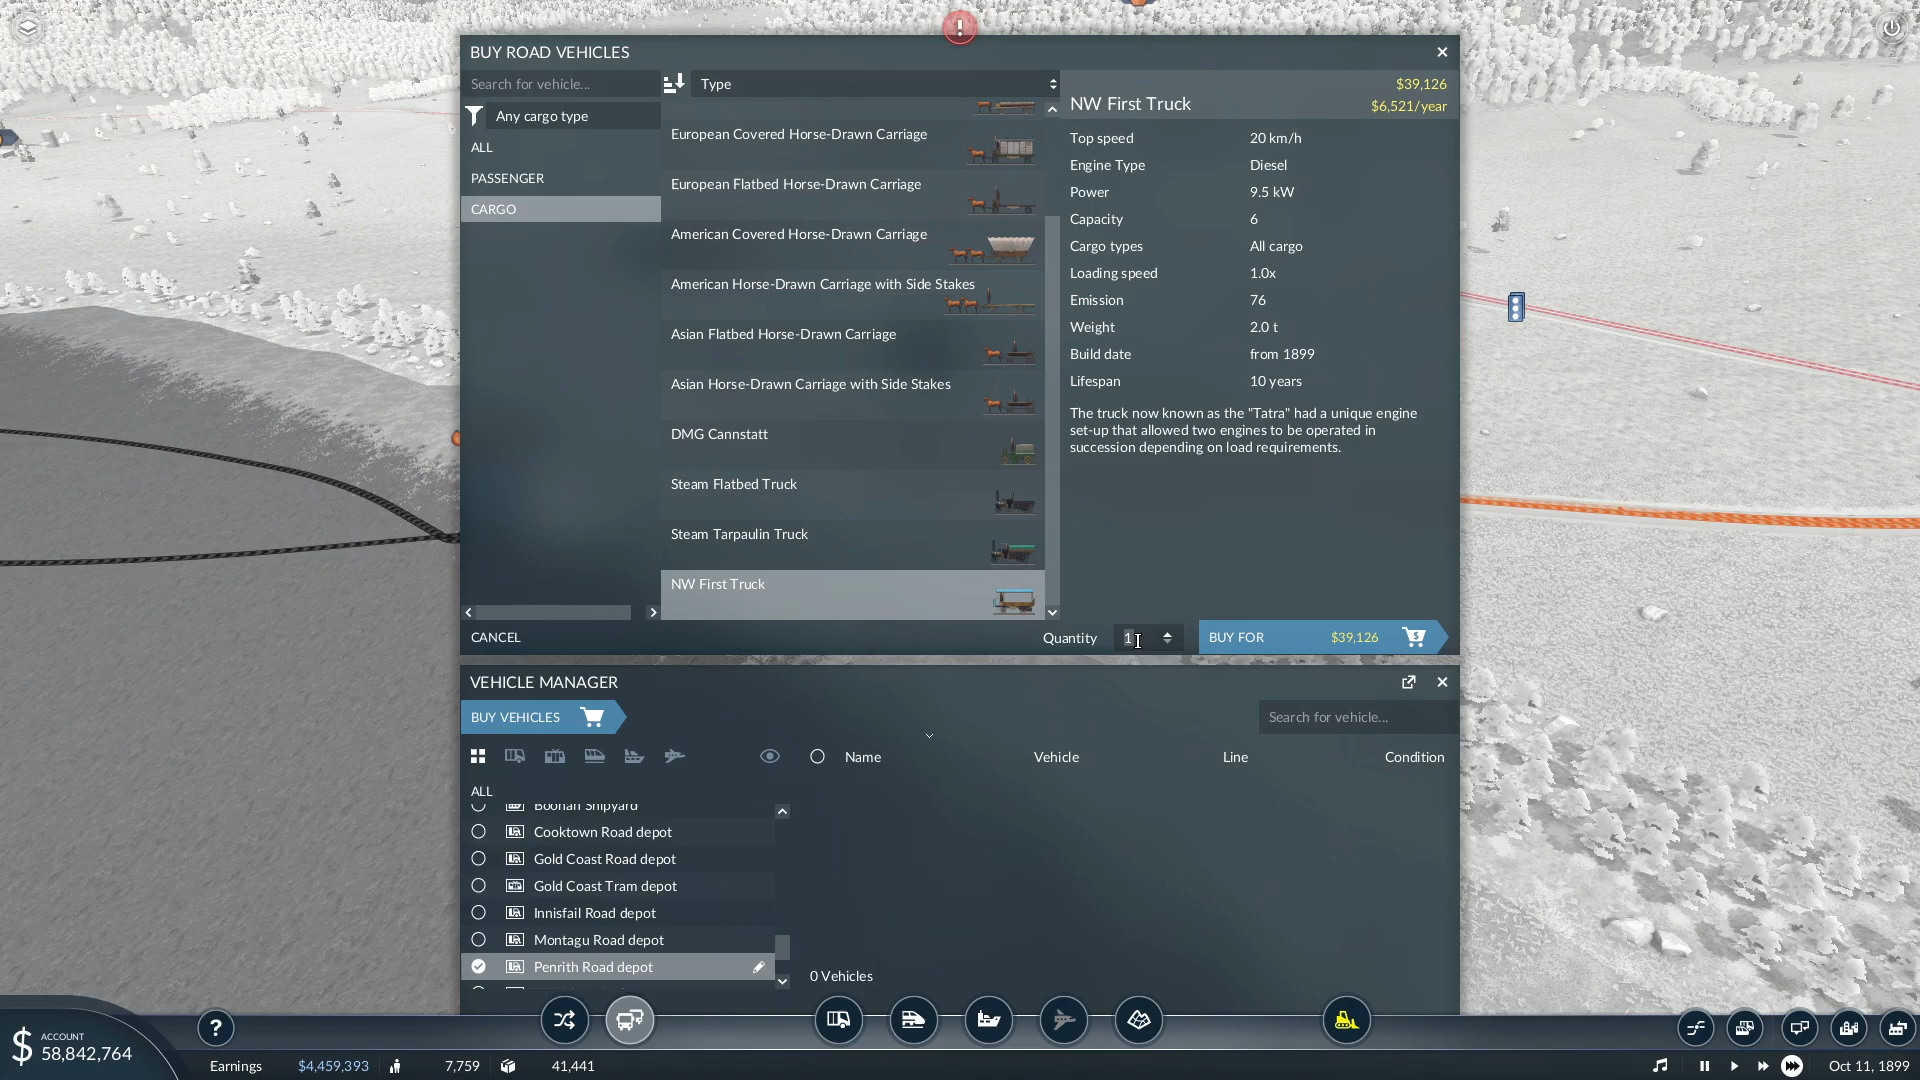 BUY ROAD VEHICLES
Search for vehicle...
Type
$39,126
NW First Truck
$6,521/year
Any cargo type
ALL
PASSENGER
CARGO
European Covered Horse-Drawn Carriage
European Flatbed Horse-Drawn Carriage
American Covered Horse-Drawn Carriage
American Horse-Drawn Carriage with Side Stakes
Asian Flatbed Horse-Drawn Carriage
Asian Horse-Drawn Carriage with Side Stakes
DMG Cannstatt
Steam Flatbed Truck
Steam Tarpaulin Truck
NW First Truck
Top speed 20 km/h
Engine Type Diesel
Power 9.5 kW
Capacity 6
Cargo types All cargo
Loading speed 1.0x
Emission 76
Weight 2.0 t
Build date from 1899
Lifespan 10 years
The truck now known as the "Tatra" had a unique engine
set-up that allowed two engines to be operated in
succession depending on load requirements.
CANCEL
Quantity 1
BUY FOR $39,126
VEHICLE MANAGER
BUY VEHICLES
Search for vehicle...
Name Vehicle Line Condition
ALL
Boonah Shipyard
Cooktown Road depot
Gold Coast Road depot
Gold Coast Tram depot
Innisfail Road depot
Montagu Road depot
Penrith Road depot
0 Vehicles
?
$ ACCOUNT
58,842,764
Earnings $4,459,393 7,759 41,441
Oct 11, 1899